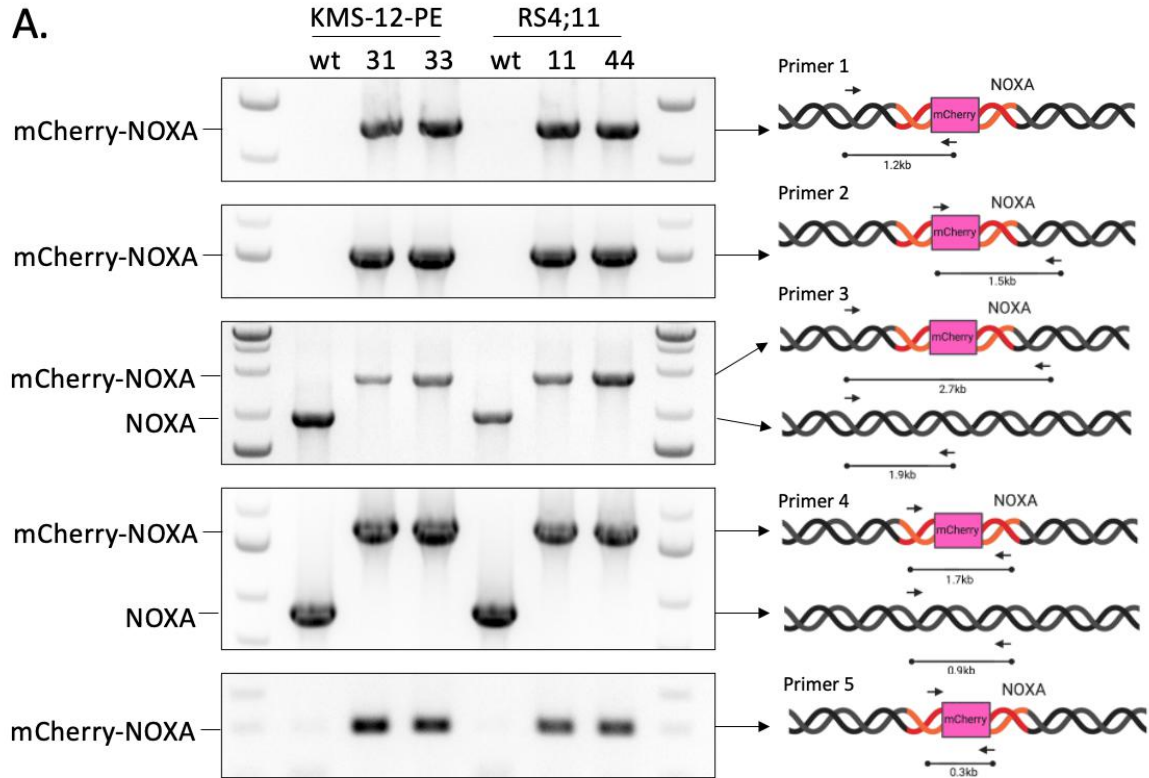 A.
KMS-12-PE RS4;11
wt 31 33 wt 11 44
mCherry-NOXA
Primer 1
NOXA
mCherry
1.2kb
mCherry-NOXA
Primer 2
NOXA
mCherry
1.5kb
mCherry-NOXA
NOXA
Primer 3
NOXA
mCherry
2.7kb
1.9kb
mCherry-NOXA
NOXA
Primer 4
NOXA
mCherry
1.7kb
0.9kb
mCherry-NOXA
Primer 5
NOXA
mCherry
0.3kb